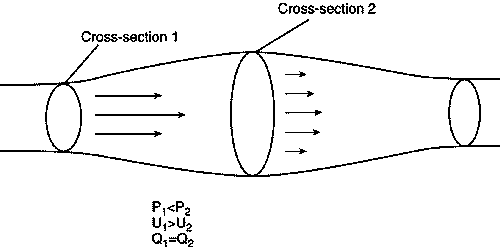 Cross-section 1
Cross-section 2
P₁<P₂
U₁>U₂
Q₁=Q₂